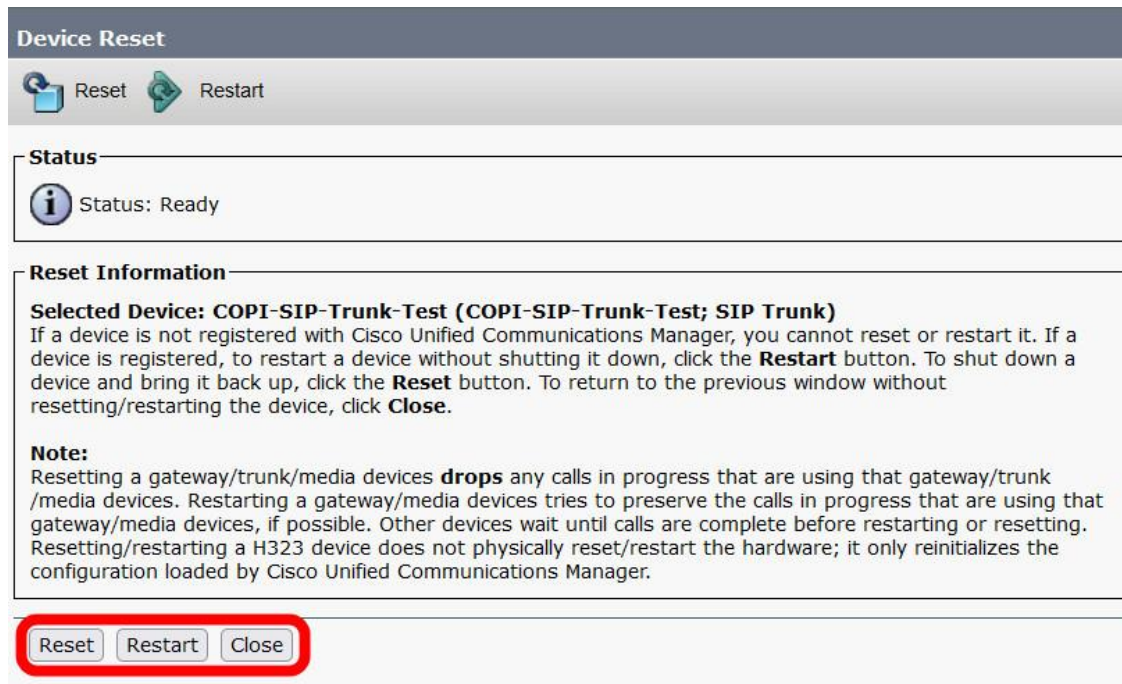 Device Reset
Reset Restart
Status
Status: Ready
Reset Information
Selected Device: COPI-SIP-Trunk-Test (COPI-SIP-Trunk-Test; SIP Trunk)
If a device is not registered with Cisco Unified Communications Manager, you cannot reset or restart it. If a
device is registered, to restart a device without shutting it down, click the Restart button. To shut down a
device and bring it back up, click the Reset button. To return to the previous window without
resetting/restarting the device, click Close.
Note:
Resetting a gateway/trunk/media devices drops any calls in progress that are using that gateway/trunk
/media devices. Restarting a gateway/media devices tries to preserve the calls in progress that are using that
gateway/media devices, if possible. Other devices wait until calls are complete before restarting or resetting.
Resetting/restarting a H323 device does not physically reset/restart the hardware; it only reinitializes the
configuration loaded by Cisco Unified Communications Manager.
Reset Restart Close